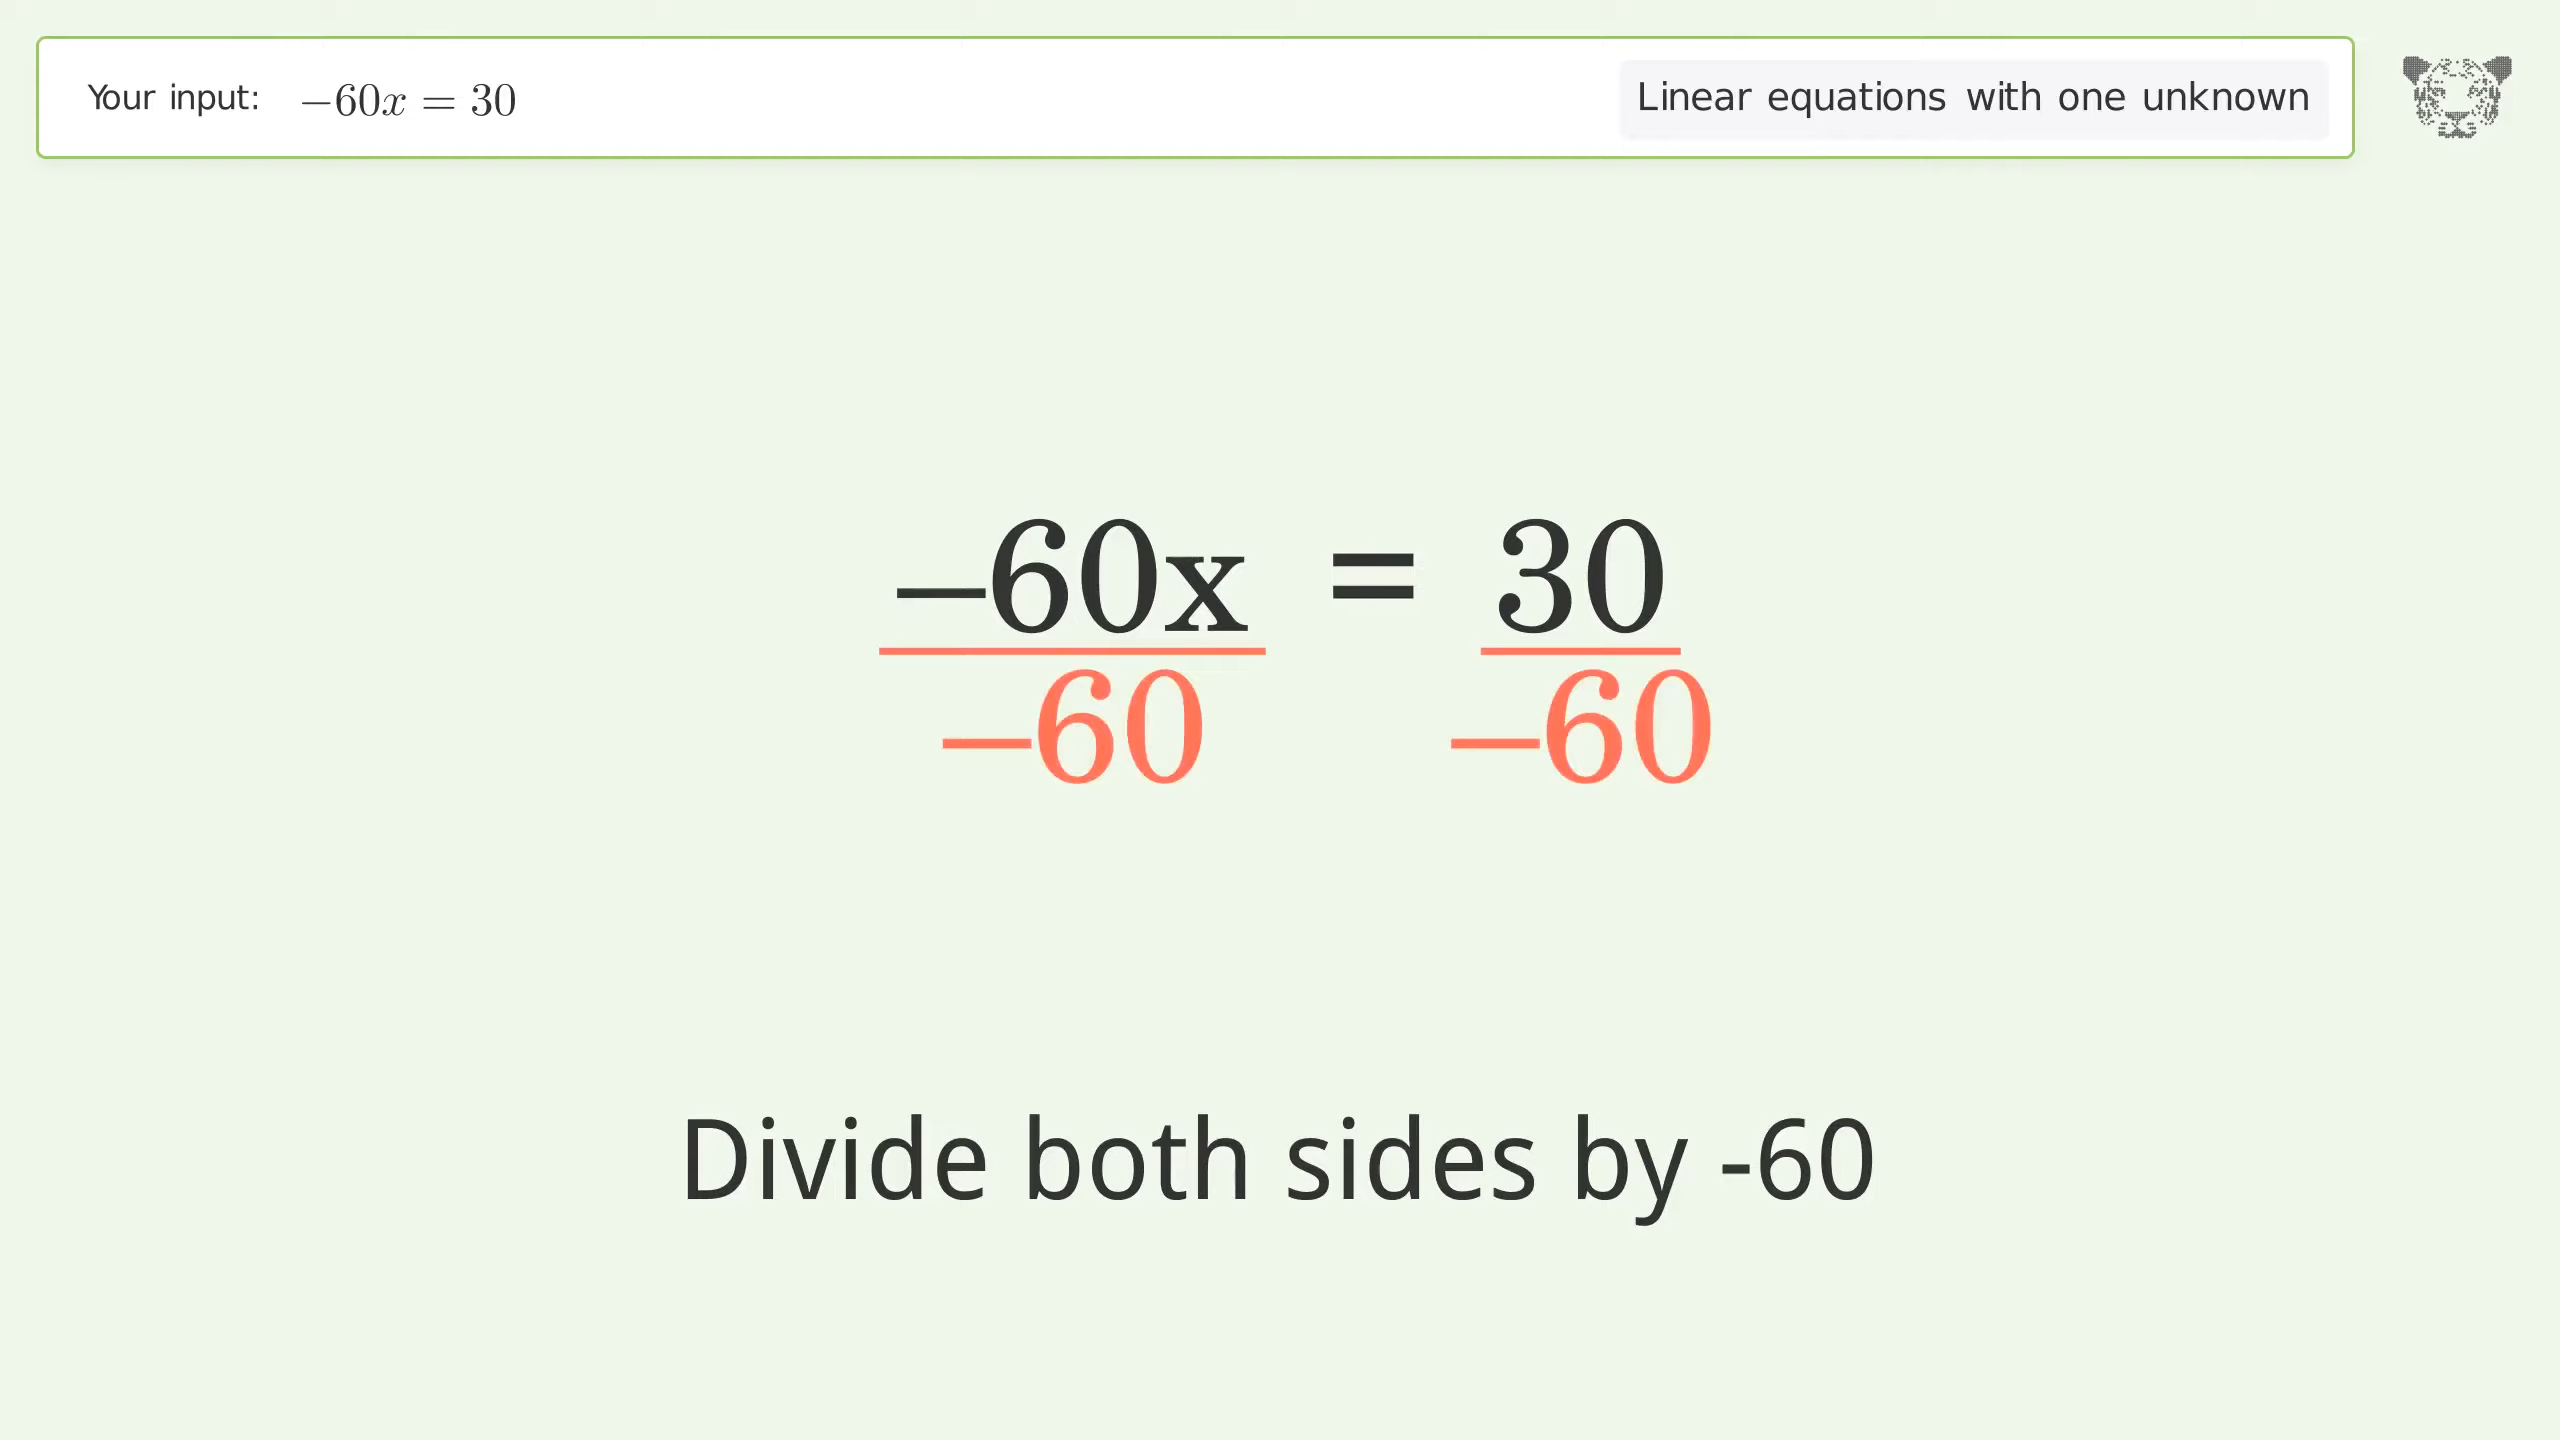 Your input: −60x = 30
Linear equations with one unknown
−60x = 30
−60 −60
Divide both sides by -60